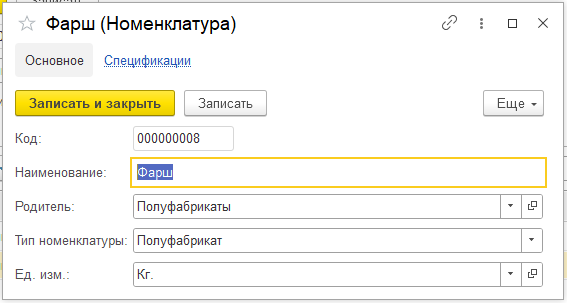 Фарш (Номенклатура)
Основное Спецификации
Записать и закрыть Записать Еще
Код: 000000008
Наименование: Фарш
Родитель: Полуфабрикаты
Тип номенклатуры: Полуфабрикат
Ед. изм.: Кг.